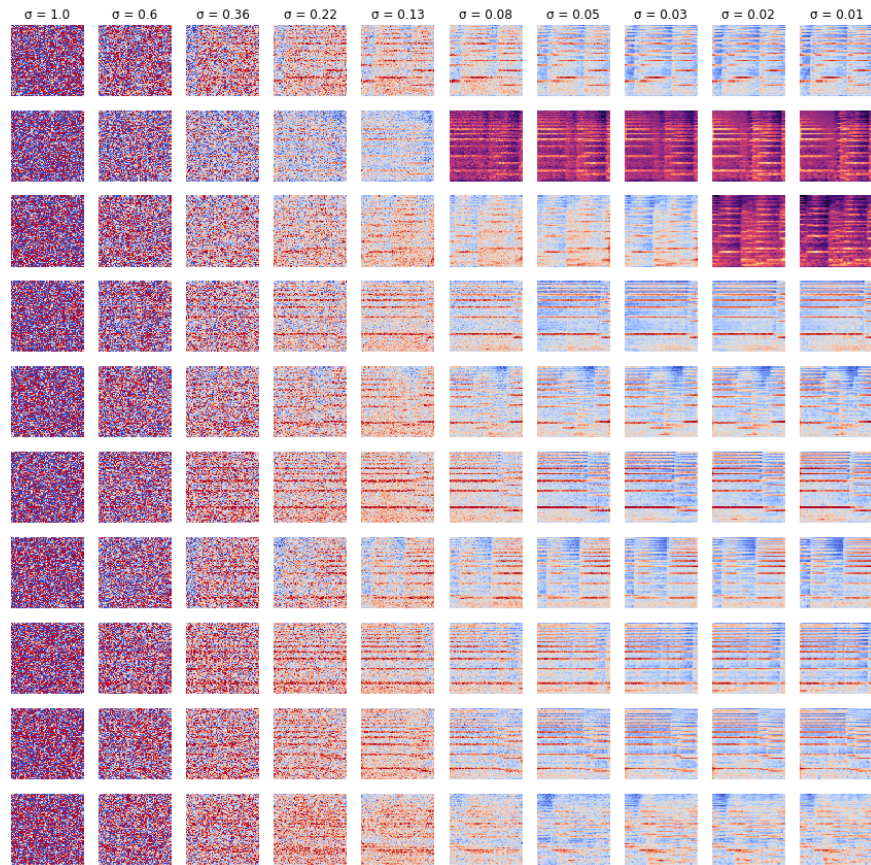 σ = 1.0 σ = 0.6 σ = 0.36 σ = 0.22 σ = 0.13 σ = 0.08 σ = 0.05 σ = 0.03 σ = 0.02 σ = 0.01